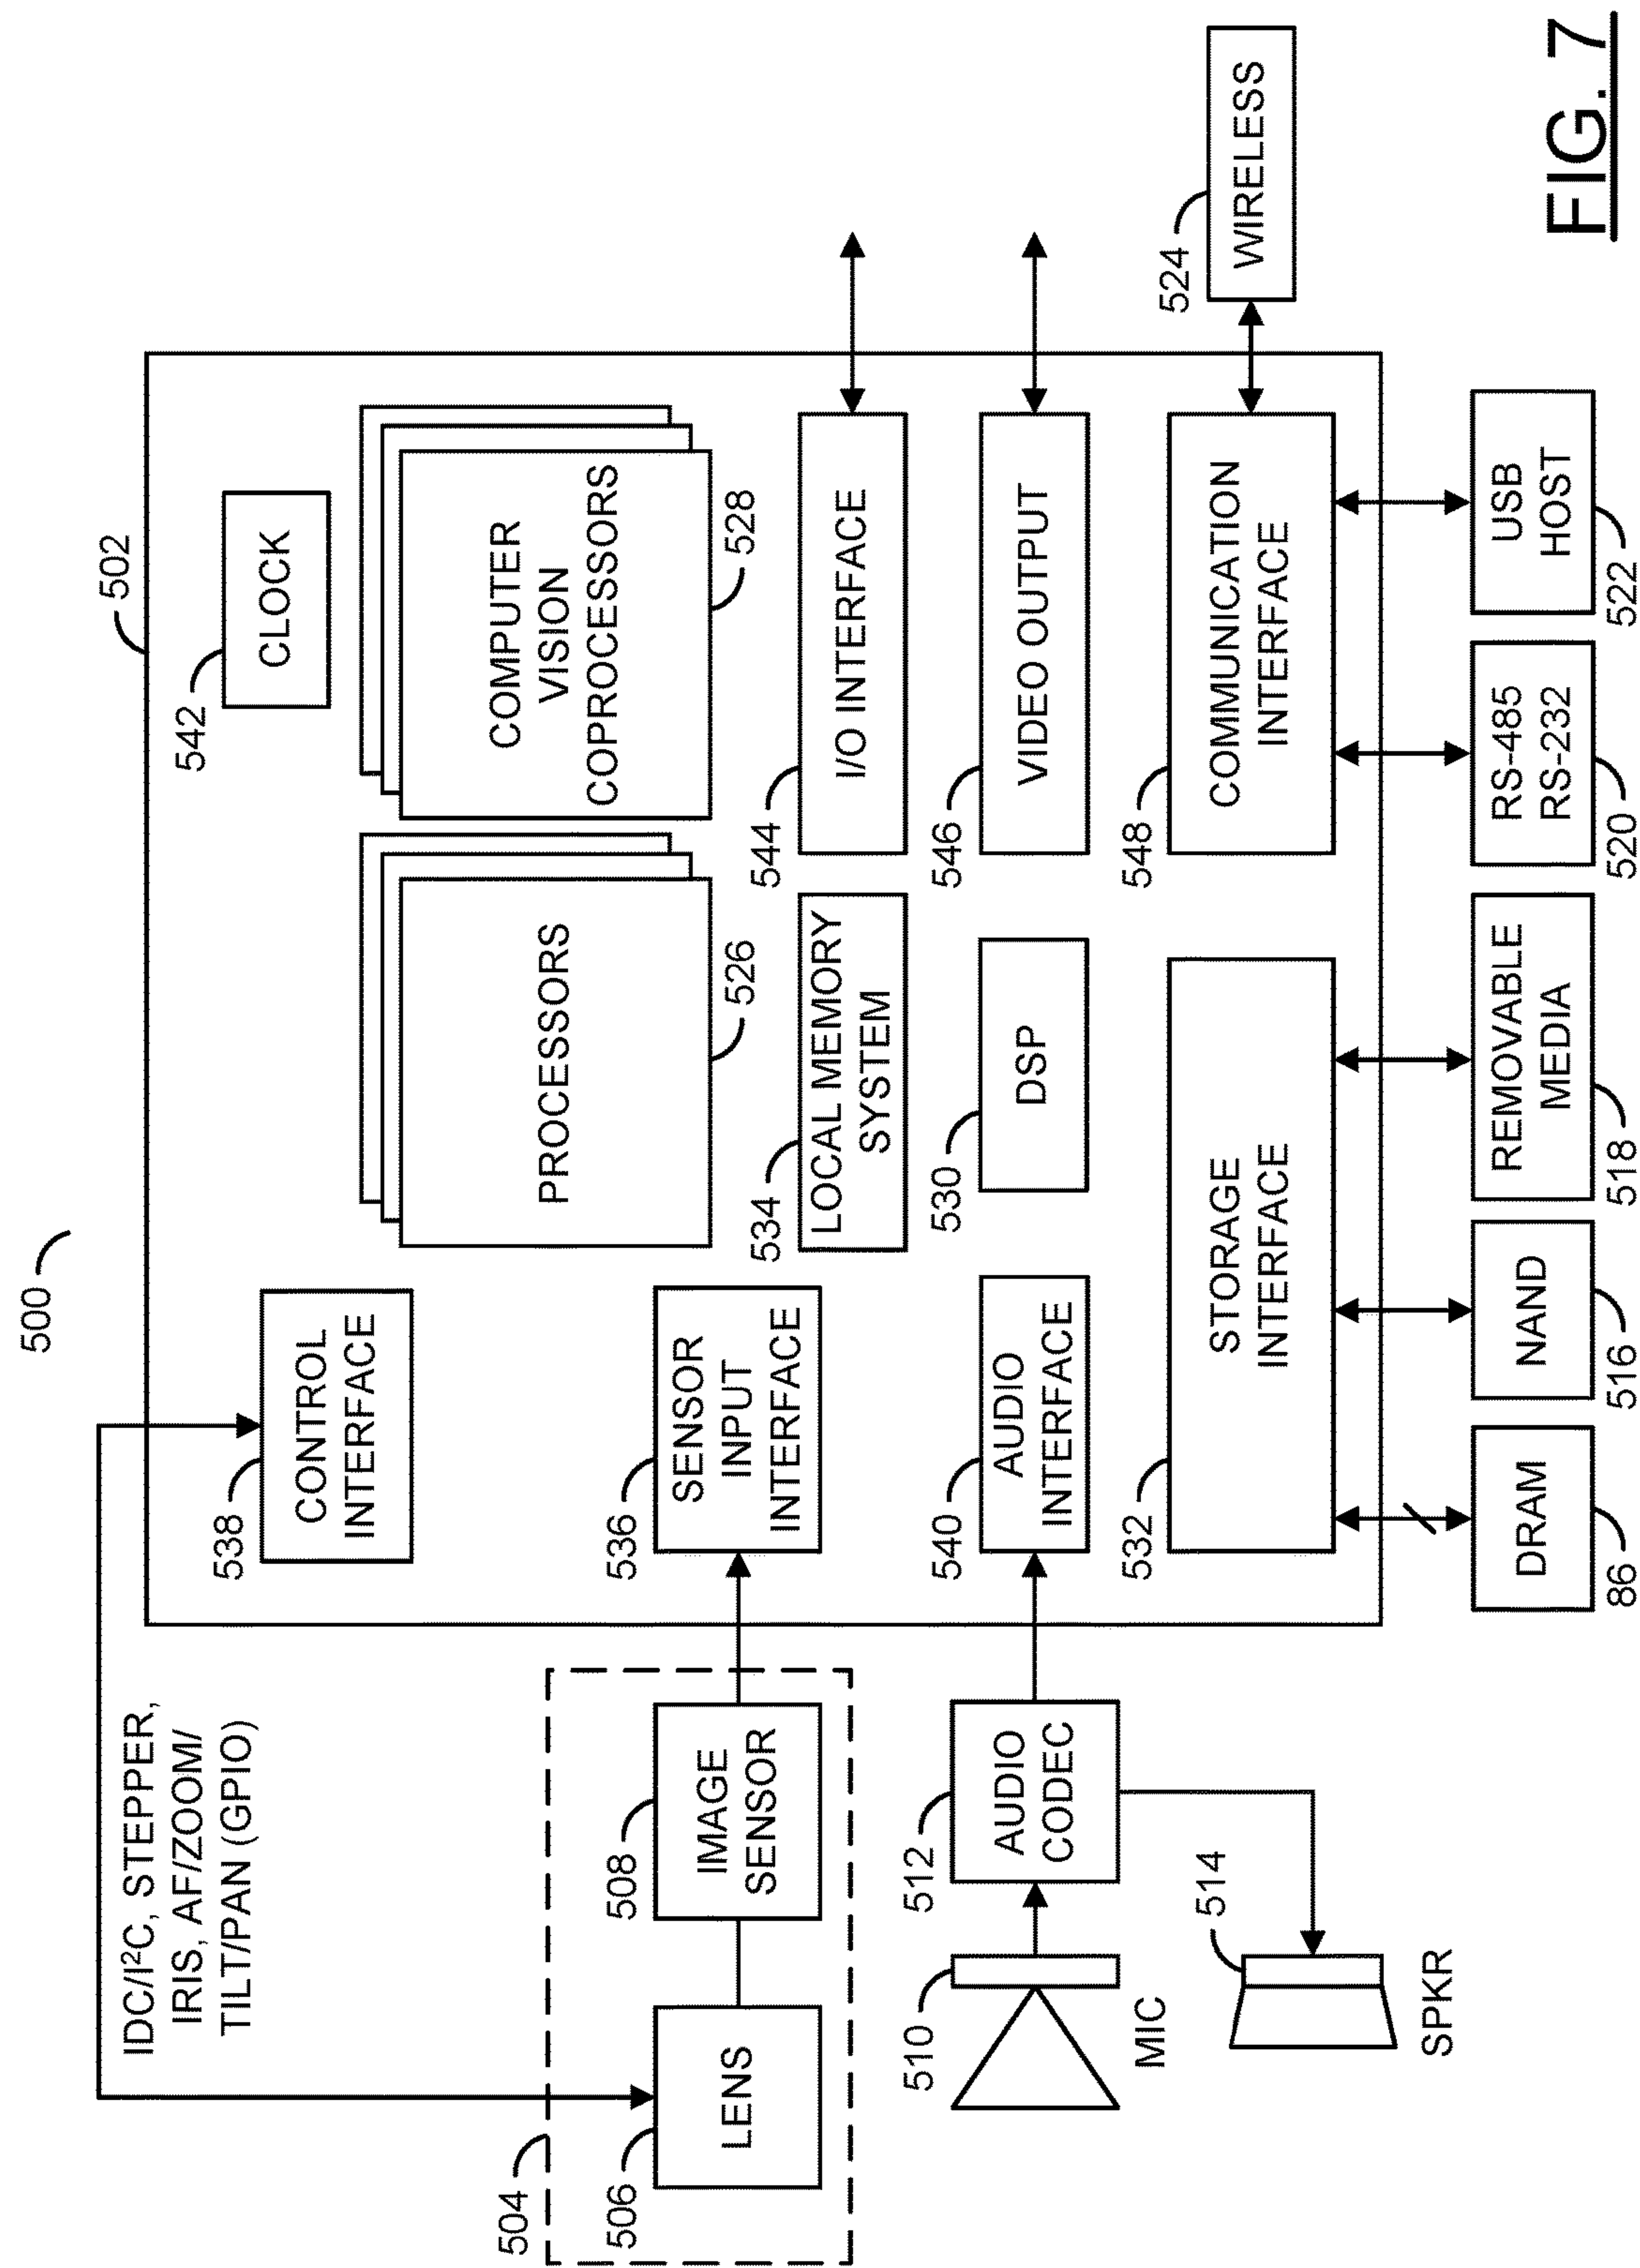 500
502
IDC/I²C, STEPPER,
IRIS, AF/ZOOM/
TILT/PAN (GPIO)
538
CONTROL
INTERFACE
542
CLOCK
PROCESSORS
526
COMPUTER
VISION
COPROCESSORS
528
504
506
LENS
508
IMAGE
SENSOR
536
SENSOR
INPUT
INTERFACE
534
LOCAL MEMORY
SYSTEM
544
I/O INTERFACE
510
MIC
512
AUDIO
CODEC
540
AUDIO
INTERFACE
530
DSP
546
VIDEO OUTPUT
514
SPKR
532
STORAGE
INTERFACE
548
COMMUNICATION
INTERFACE
524
WIRELESS
DRAM
86
NAND
516
REMOVABLE
MEDIA
518
RS-485
RS-232
520
USB
HOST
522
FIG. 7